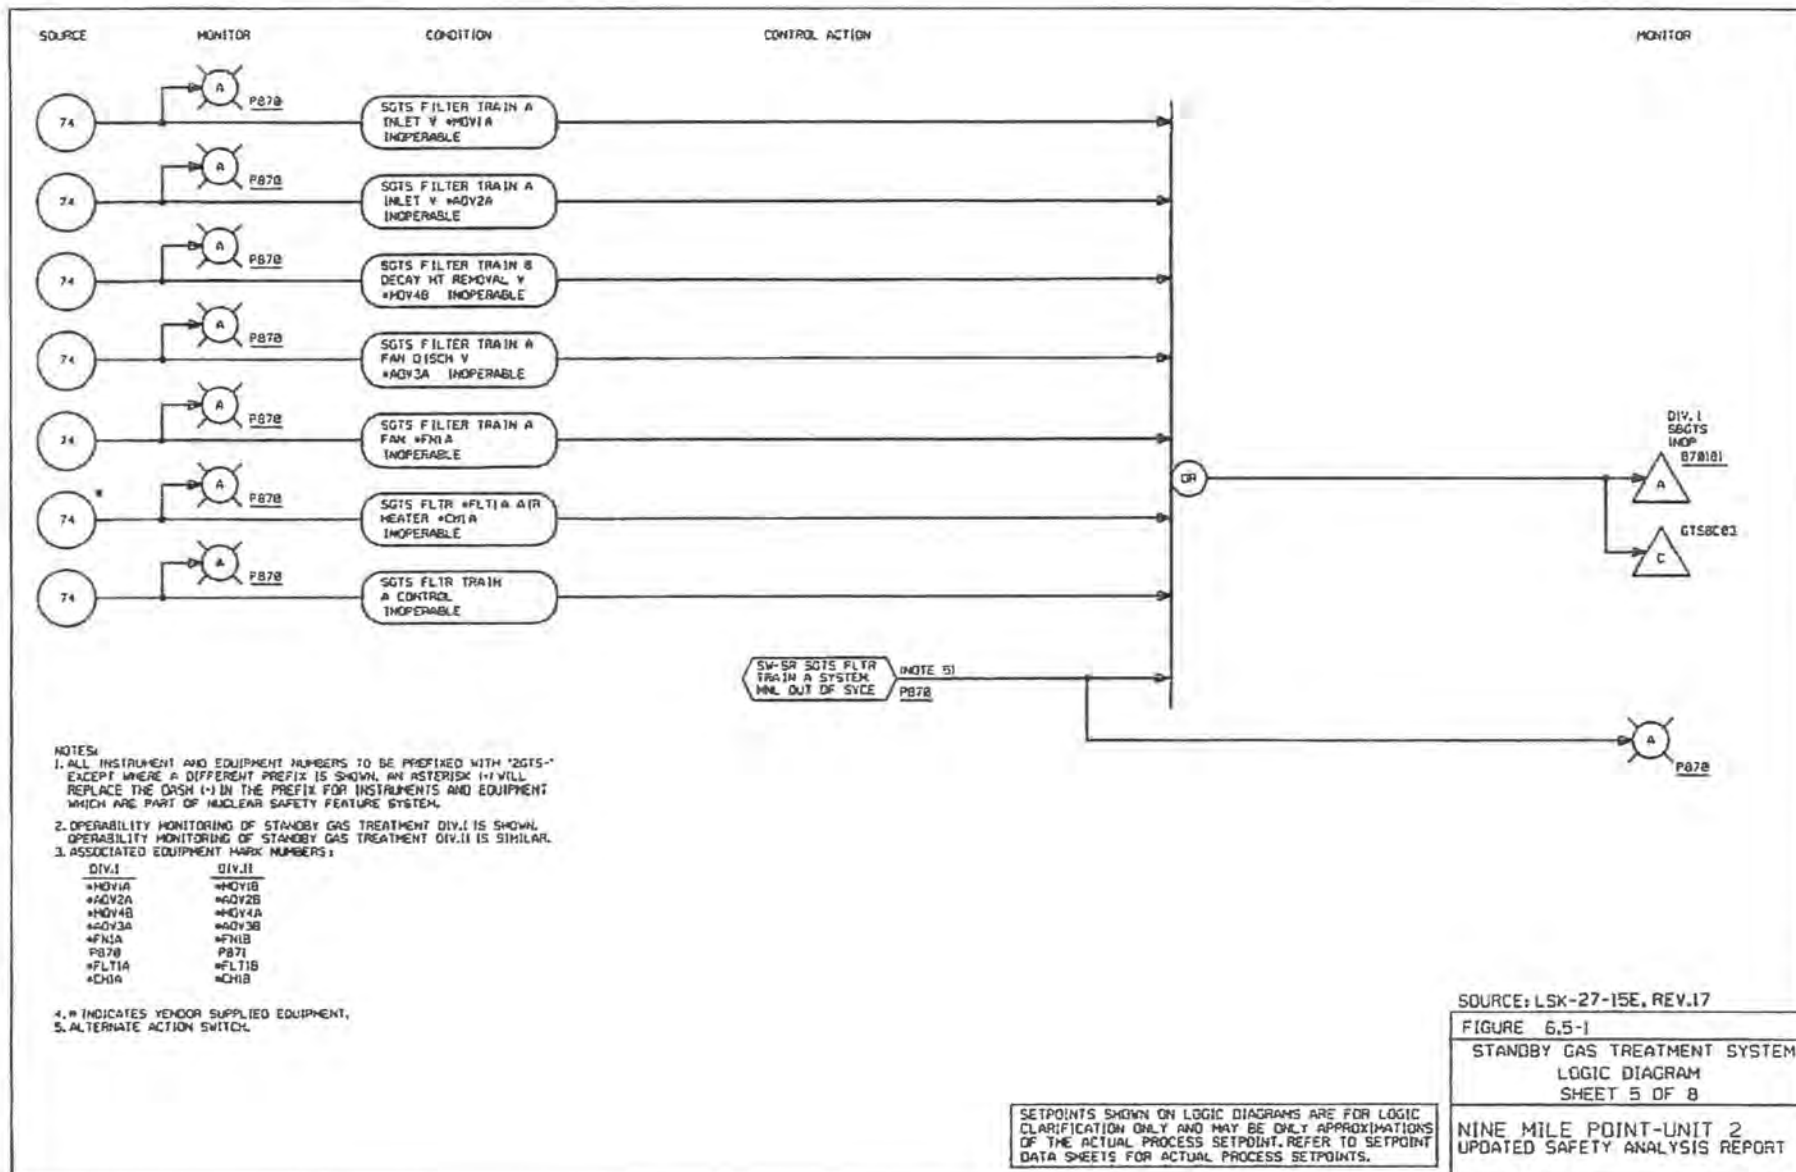 SOURCE MONITOR CONDITION CONTROL ACTION MONITOR
A
P870
74
SGTS FILTER TRAIN A
INLET V *MOV1A
INOPERABLE
A
P870
74
SGTS FILTER TRAIN A
INLET V *AOV2A
INOPERABLE
A
P870
74
SGTS FILTER TRAIN B
DECAY HT REMOVAL V
*MOV4B INOPERABLE
A
P870
74
SGTS FILTER TRAIN A
FAN DISCH V
*AOV3A INOPERABLE
A
P870
74
SGTS FILTER TRAIN A
FAN *FN1A
INOPERABLE
A
P870
74
SGTS FLTR *FLT1A AIR
HEATER *CH1A
INOPERABLE
A
P870
74
SGTS FLTR TRAIN
A CONTROL
INOPERABLE
OR
DIV.I
SBGTS
INOP
870181
A
GTSBC03
C
SW-SR SGTS FLTR
TRAIN A SYSTEM
MNL OUT OF SVCE
(NOTE 5)
P870
A
P870
NOTES:
1. ALL INSTRUMENT AND EQUIPMENT NUMBERS TO BE PREFIXED WITH "2GTS-"
EXCEPT WHERE A DIFFERENT PREFIX IS SHOWN. AN ASTERISK (*) WILL
REPLACE THE DASH (-) IN THE PREFIX FOR INSTRUMENTS AND EQUIPMENT
WHICH ARE PART OF NUCLEAR SAFETY FEATURE SYSTEM.
2. OPERABILITY MONITORING OF STANDBY GAS TREATMENT DIV.I IS SHOWN.
OPERABILITY MONITORING OF STANDBY GAS TREATMENT DIV.II IS SIMILAR.
3. ASSOCIATED EQUIPMENT MARK NUMBERS:
DIV.I DIV.II
*MOV1A *MOV1B
*AOV2A *AOV2B
*MOV4B *MOV4A
*AOV3A *AOV3B
*FN1A *FN1B
P870 P871
*FLT1A *FLT1B
*CH1A *CH1B
4. # INDICATES VENDOR SUPPLIED EQUIPMENT.
5. ALTERNATE ACTION SWITCH.
SETPOINTS SHOWN ON LOGIC DIAGRAMS ARE FOR LOGIC
CLARIFICATION ONLY AND MAY BE ONLY APPROXIMATIONS
OF THE ACTUAL PROCESS SETPOINT. REFER TO SETPOINT
DATA SHEETS FOR ACTUAL PROCESS SETPOINTS.
SOURCE: LSK-27-15E, REV.17
FIGURE 6.5-1
STANDBY GAS TREATMENT SYSTEM
LOGIC DIAGRAM
SHEET 5 OF 8
NINE MILE POINT-UNIT 2
UPDATED SAFETY ANALYSIS REPORT